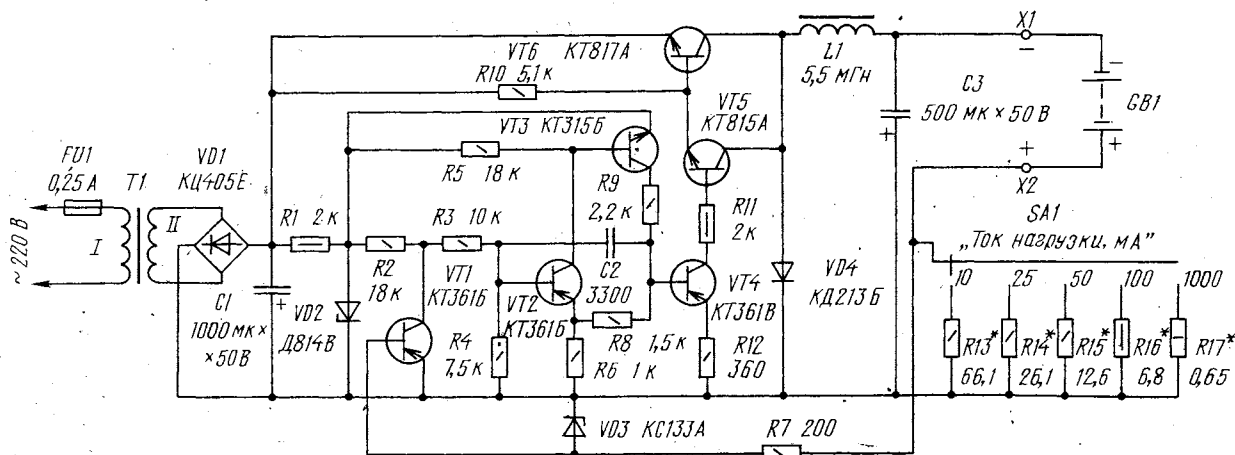 FU1
0,25 А
~220 В
T1
I
II
VD1
КЦ405Е
C1
1000 мк ×
× 50 В
+
R1 2 к
VD2
Д814В
R2
18 к
R3 10 к
VT1
КТ361Б
R4
7,5 к
R5 18 к
VT2
КТ361Б
VT3 КТ315Б
R10 5,1 к
VT6 КТ817А
VT5
КТ815А
R9
2,2 к
C2
3300
R8
1,5 к
R6 1 к
R11
2 к
VT4
КТ361В
R12
360
VD3 КС133А
R7 200
VD4
КД213 Б
L1
5,5 мГн
C3
500 мк × 50 В
+
X1
−
−
GB1
+
+
X2
SA1
„Ток нагрузки, мА"
10
25
50
100
1000
R13*
66,1
R14*
26,1
R15*
12,6
R16*
6,8
R17*
0,65